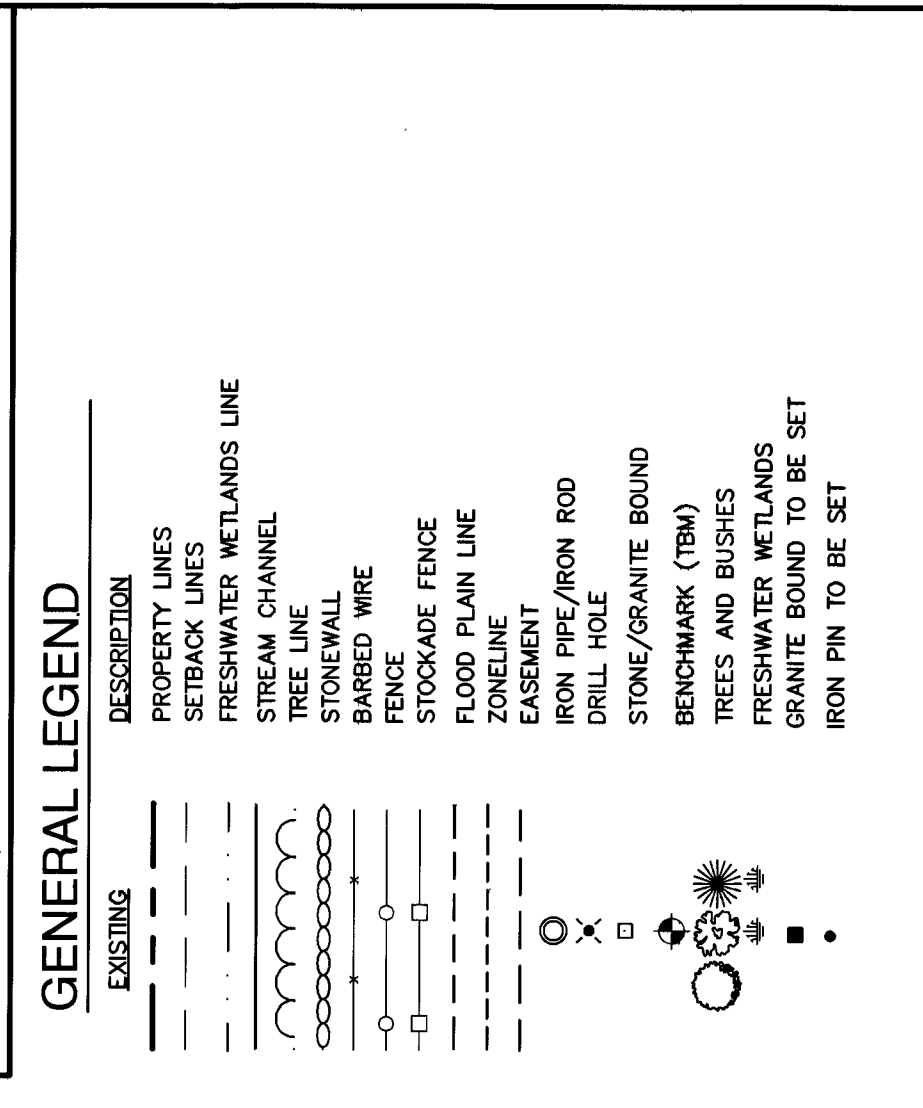 GENERAL LEGEND
EXISTING DESCRIPTION
PROPERTY LINES
SETBACK LINES
FRESHWATER WETLANDS LINE
STREAM CHANNEL
TREE LINE
STONEWALL
BARBED WIRE
FENCE
STOCKADE FENCE
FLOOD PLAIN LINE
ZONELINE
EASEMENT
IRON PIPE/IRON ROD
DRILL HOLE
STONE/GRANITE BOUND
BENCHMARK (TBM)
TREES AND BUSHES
FRESHWATER WETLANDS
GRANITE BOUND TO BE SET
IRON PIN TO BE SET